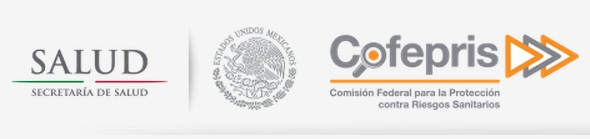 SALUD
SECRETARÍA DE SALUD
ESTADOS UNIDOS MEXICANOS
Cofepris
Comisión Federal para la Protección
contra Riesgos Sanitarios